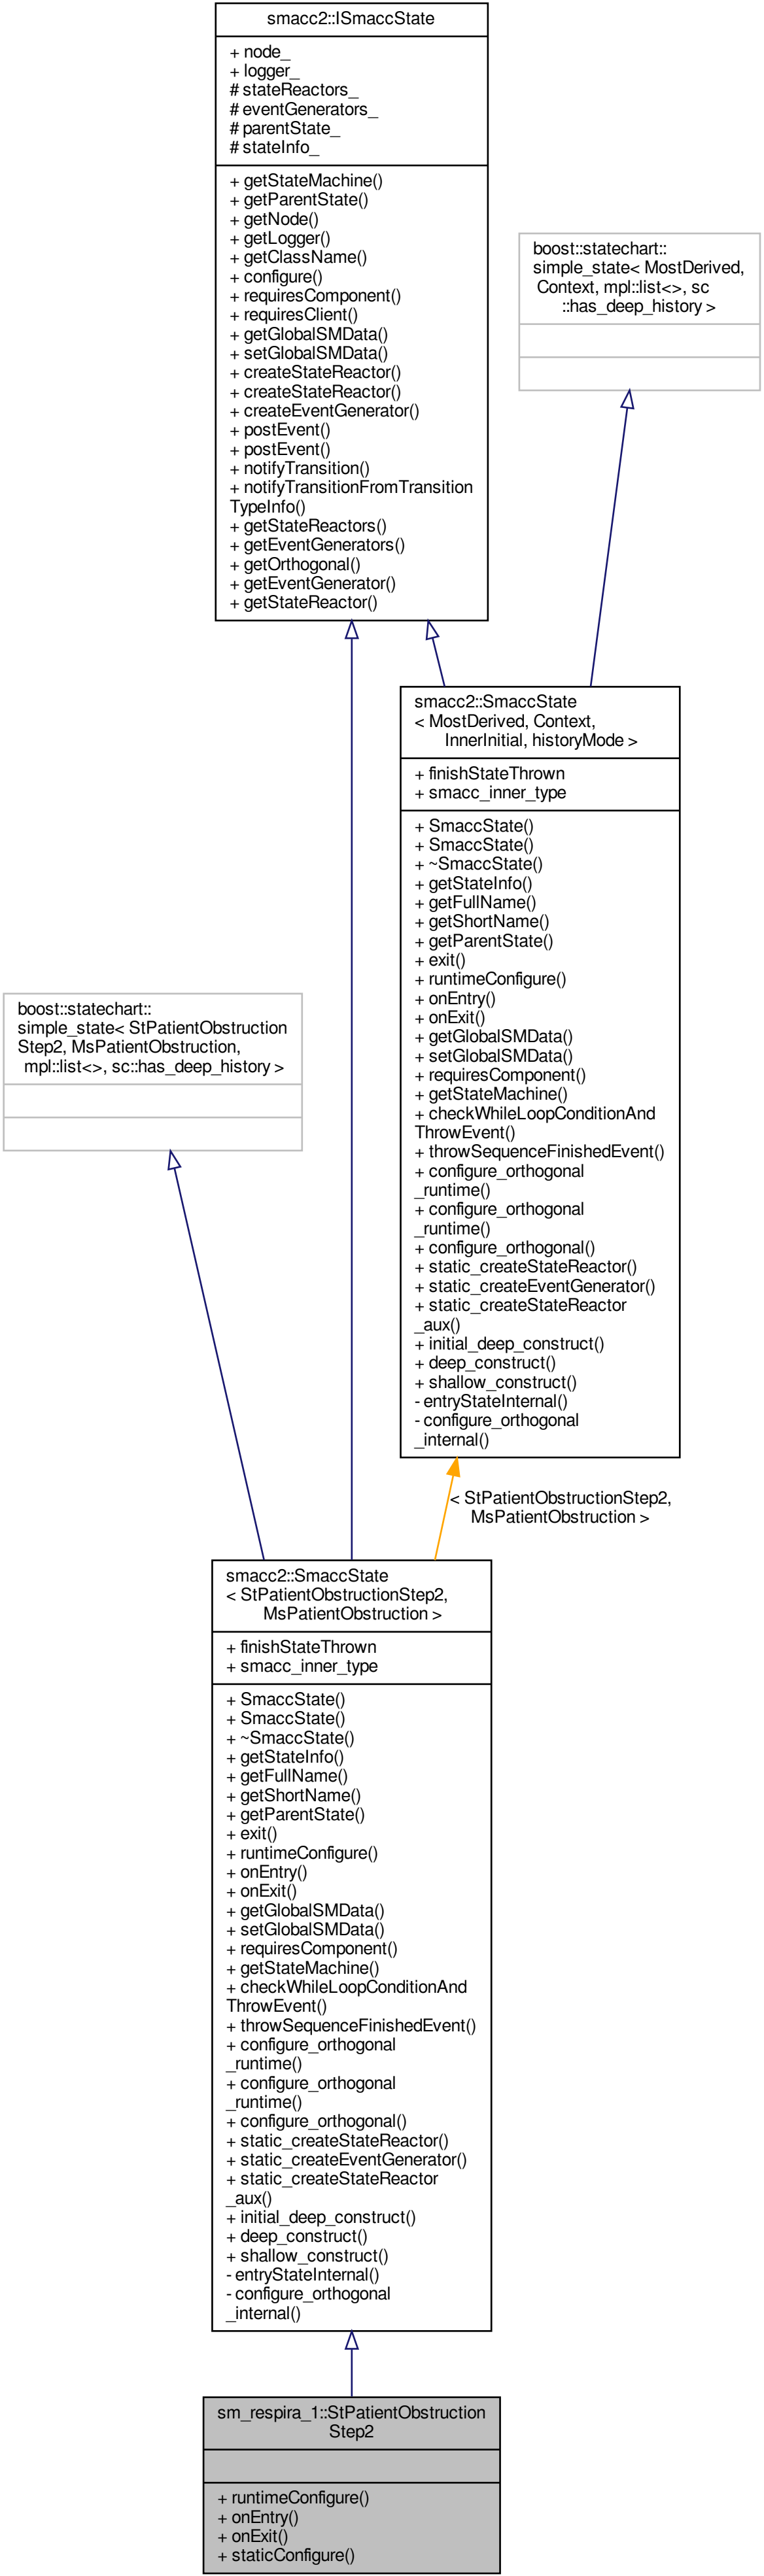 smacc2::ISmaccState
+ node_
+ logger_
# stateReactors_
# eventGenerators_
# parentState_
# stateInfo_
+ getStateMachine()
+ getParentState()
+ getNode()
+ getLogger()
+ getClassName()
+ configure()
+ requiresComponent()
+ requiresClient()
+ getGlobalSMData()
+ setGlobalSMData()
+ createStateReactor()
+ createStateReactor()
+ createEventGenerator()
+ postEvent()
+ postEvent()
+ notifyTransition()
+ notifyTransitionFromTransition
TypeInfo()
+ getStateReactors()
+ getEventGenerators()
+ getOrthogonal()
+ getEventGenerator()
+ getStateReactor()
boost::statechart::
simple_state< MostDerived,
Context, mpl::list<>, sc
::has_deep_history >
smacc2::SmaccState
< MostDerived, Context,
InnerInitial, historyMode >
+ finishStateThrown
+ smacc_inner_type
+ SmaccState()
+ SmaccState()
+ ~SmaccState()
+ getStateInfo()
+ getFullName()
+ getShortName()
+ getParentState()
+ exit()
+ runtimeConfigure()
+ onEntry()
+ onExit()
+ getGlobalSMData()
+ setGlobalSMData()
+ requiresComponent()
+ getStateMachine()
+ checkWhileLoopConditionAnd
ThrowEvent()
+ throwSequenceFinishedEvent()
+ configure_orthogonal
_runtime()
+ configure_orthogonal
_runtime()
+ configure_orthogonal()
+ static_createStateReactor()
+ static_createEventGenerator()
+ static_createStateReactor
_aux()
+ initial_deep_construct()
+ deep_construct()
+ shallow_construct()
- entryStateInternal()
- configure_orthogonal
_internal()
boost::statechart::
simple_state< StPatientObstruction
Step2, MsPatientObstruction,
mpl::list<>, sc::has_deep_history >
< StPatientObstructionStep2,
MsPatientObstruction >
smacc2::SmaccState
< StPatientObstructionStep2,
MsPatientObstruction >
+ finishStateThrown
+ smacc_inner_type
+ SmaccState()
+ SmaccState()
+ ~SmaccState()
+ getStateInfo()
+ getFullName()
+ getShortName()
+ getParentState()
+ exit()
+ runtimeConfigure()
+ onEntry()
+ onExit()
+ getGlobalSMData()
+ setGlobalSMData()
+ requiresComponent()
+ getStateMachine()
+ checkWhileLoopConditionAnd
ThrowEvent()
+ throwSequenceFinishedEvent()
+ configure_orthogonal
_runtime()
+ configure_orthogonal
_runtime()
+ configure_orthogonal()
+ static_createStateReactor()
+ static_createEventGenerator()
+ static_createStateReactor
_aux()
+ initial_deep_construct()
+ deep_construct()
+ shallow_construct()
- entryStateInternal()
- configure_orthogonal
_internal()
sm_respira_1::StPatientObstruction
Step2
+ runtimeConfigure()
+ onEntry()
+ onExit()
+ staticConfigure()